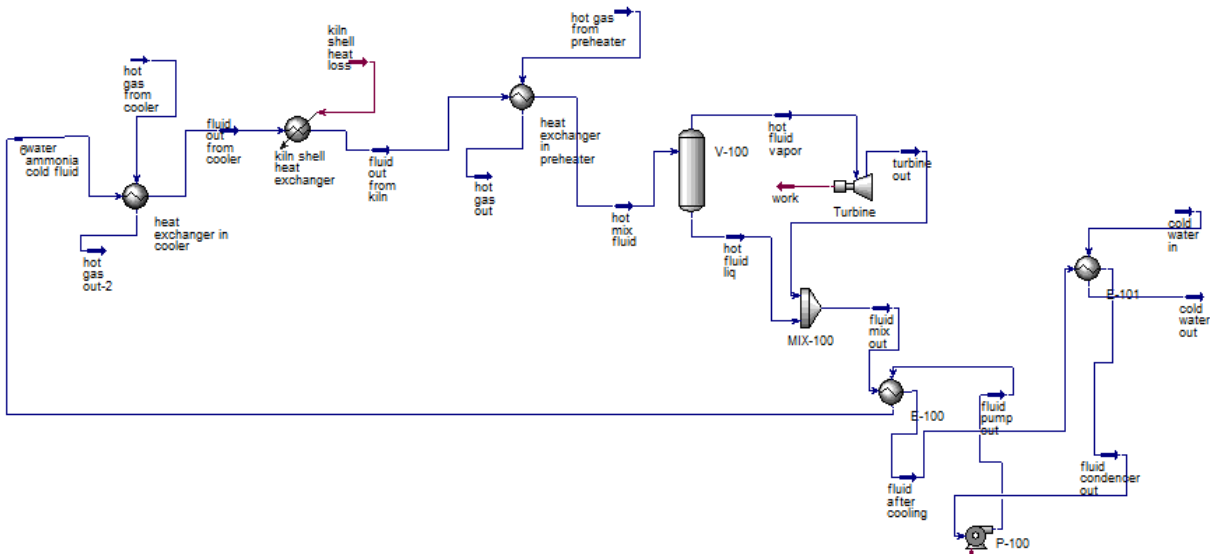 hot gas
from
preheater
kiln
shell
heat
loss
hot
gas
from
cooler
water
ammonia
cold fluid
fluid
out
from
cooler
kiln shell
heat
exchanger
fluid
out
from
kiln
heat
exchanger
in
preheater
hot
gas
out
heat
exchanger in
cooler
hot
gas
out-2
hot
mix
fluid
V-100
hot
fluid
vapor
turbine
out
work
Turbine
hot
fluid
liq
MIX-100
fluid
mix
out
cold
water
in
E-101
cold
water
out
E-100
fluid
pump
out
fluid
after
cooling
fluid
condenser
out
P-100